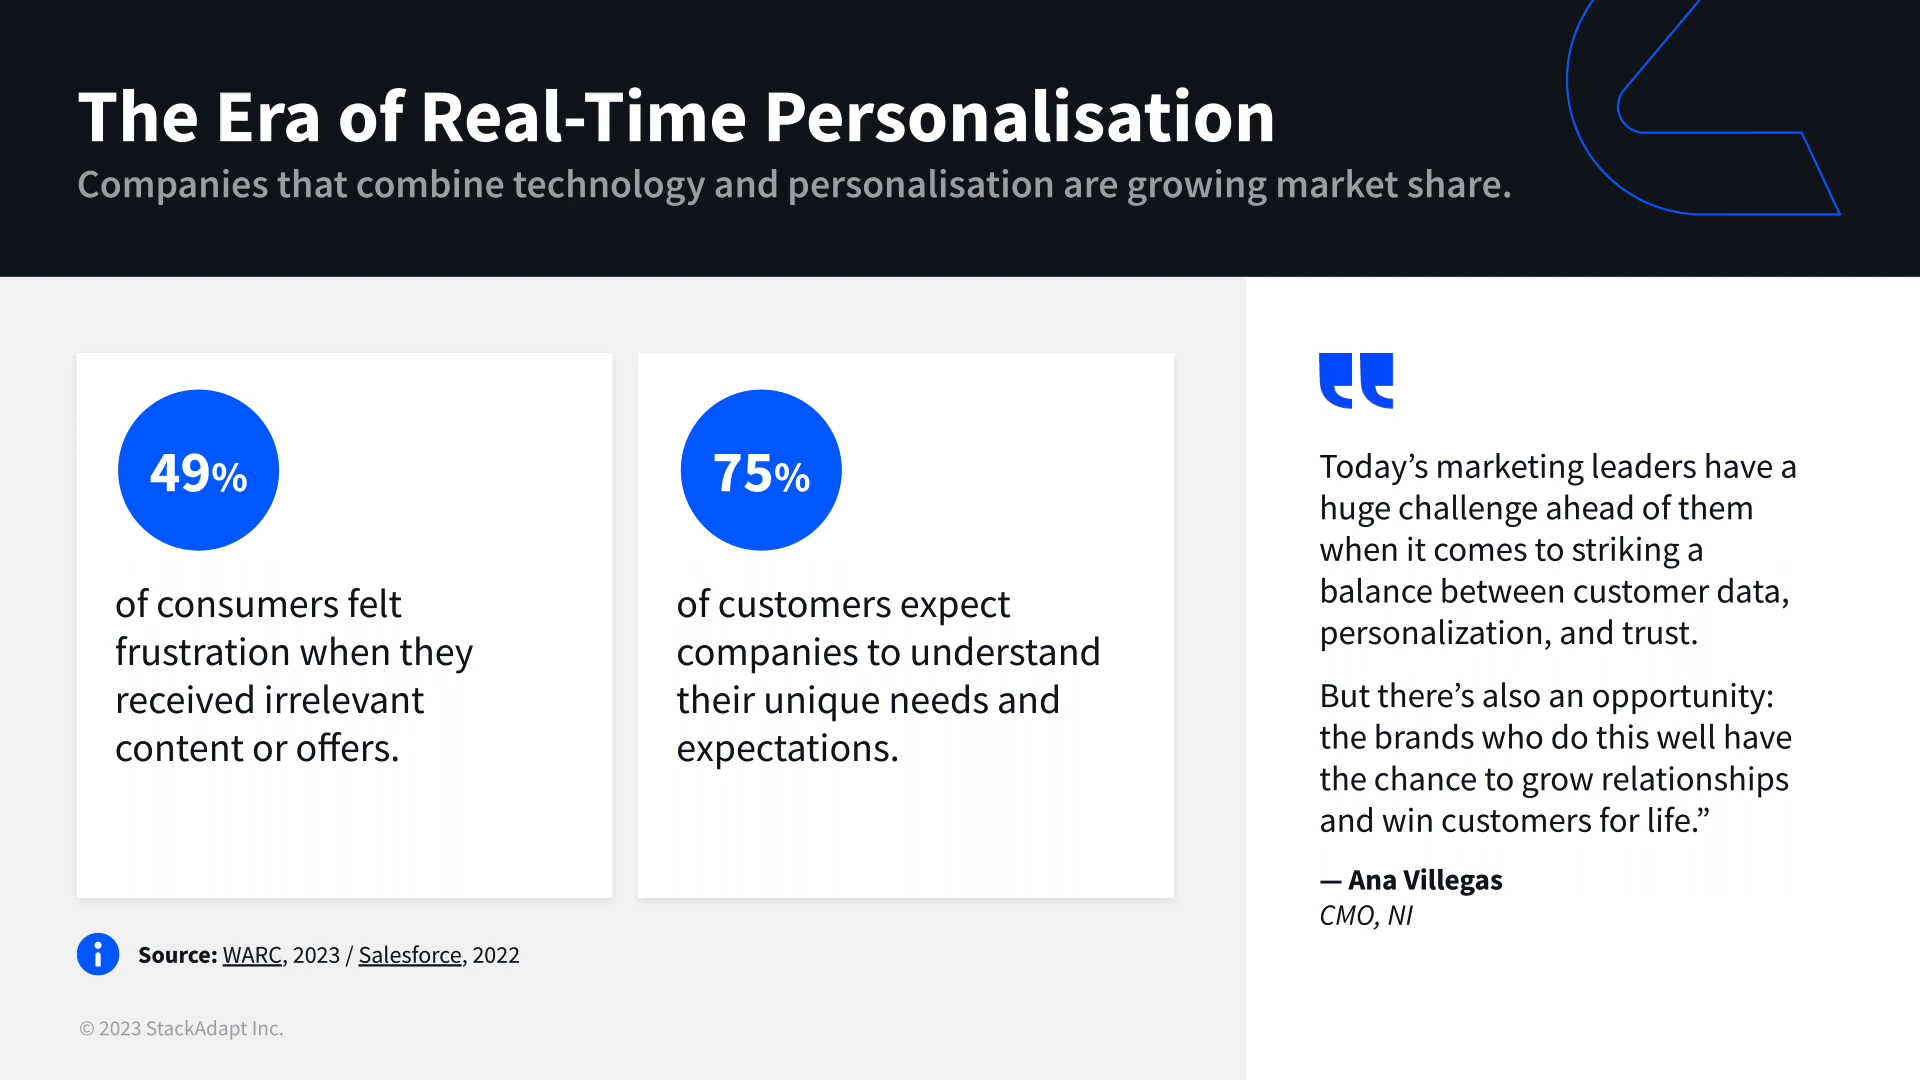 The Era of Real-Time Personalisation
Companies that combine technology and personalisation are growing market share.
49%
of consumers felt
frustration when they
received irrelevant
content or offers.
75%
of customers expect
companies to understand
their unique needs and
expectations.
Source: WARC, 2023 / Salesforce, 2022
© 2023 StackAdapt Inc.
Today’s marketing leaders have a
huge challenge ahead of them
when it comes to striking a
balance between customer data,
personalization, and trust.
But there’s also an opportunity:
the brands who do this well have
the chance to grow relationships
and win customers for life.”
— Ana Villegas
CMO, NI